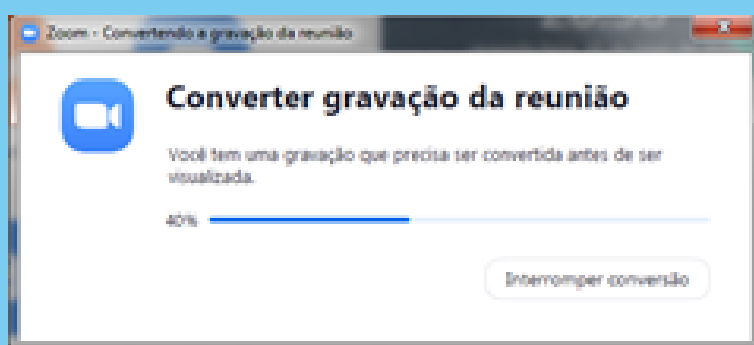 Zoom - Convertendo a gravação da reunião
Converter gravação da reunião
Você tem uma gravação que precisa ser convertida antes de ser
visualizada.
40%
Interromper conversão